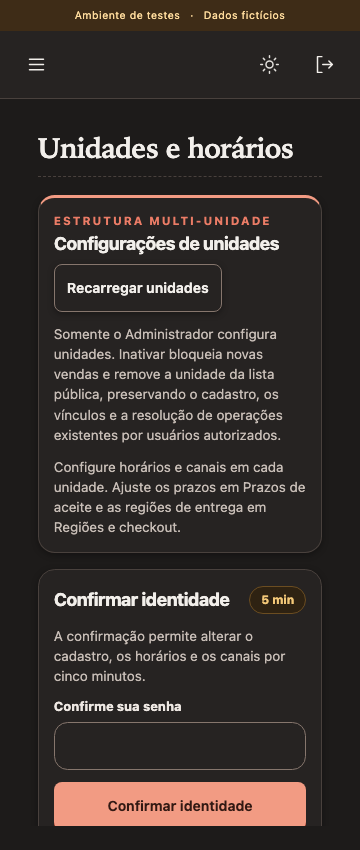 Ambiente de testes · Dados fictícios
Unidades e horários
ESTRUTURA MULTI-UNIDADE
Configurações de unidades
Recarregar unidades
Somente o Administrador configura
unidades. Inativar bloqueia novas
vendas e remove a unidade da lista
pública, preservando o cadastro, os
vínculos e a resolução de operações
existentes por usuários autorizados.
Configure horários e canais em cada
unidade. Ajuste os prazos em Prazos de
aceite e as regiões de entrega em
Regiões e checkout.
Confirmar identidade
5 min
A confirmação permite alterar o
cadastro, os horários e os canais por
cinco minutos.
Confirme sua senha
Confirmar identidade